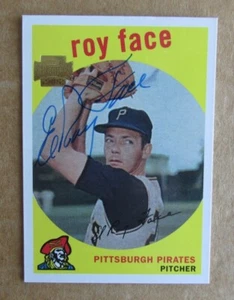 roy face
Elroy Face
P
PITTSBURGH PIRATES
PITCHER